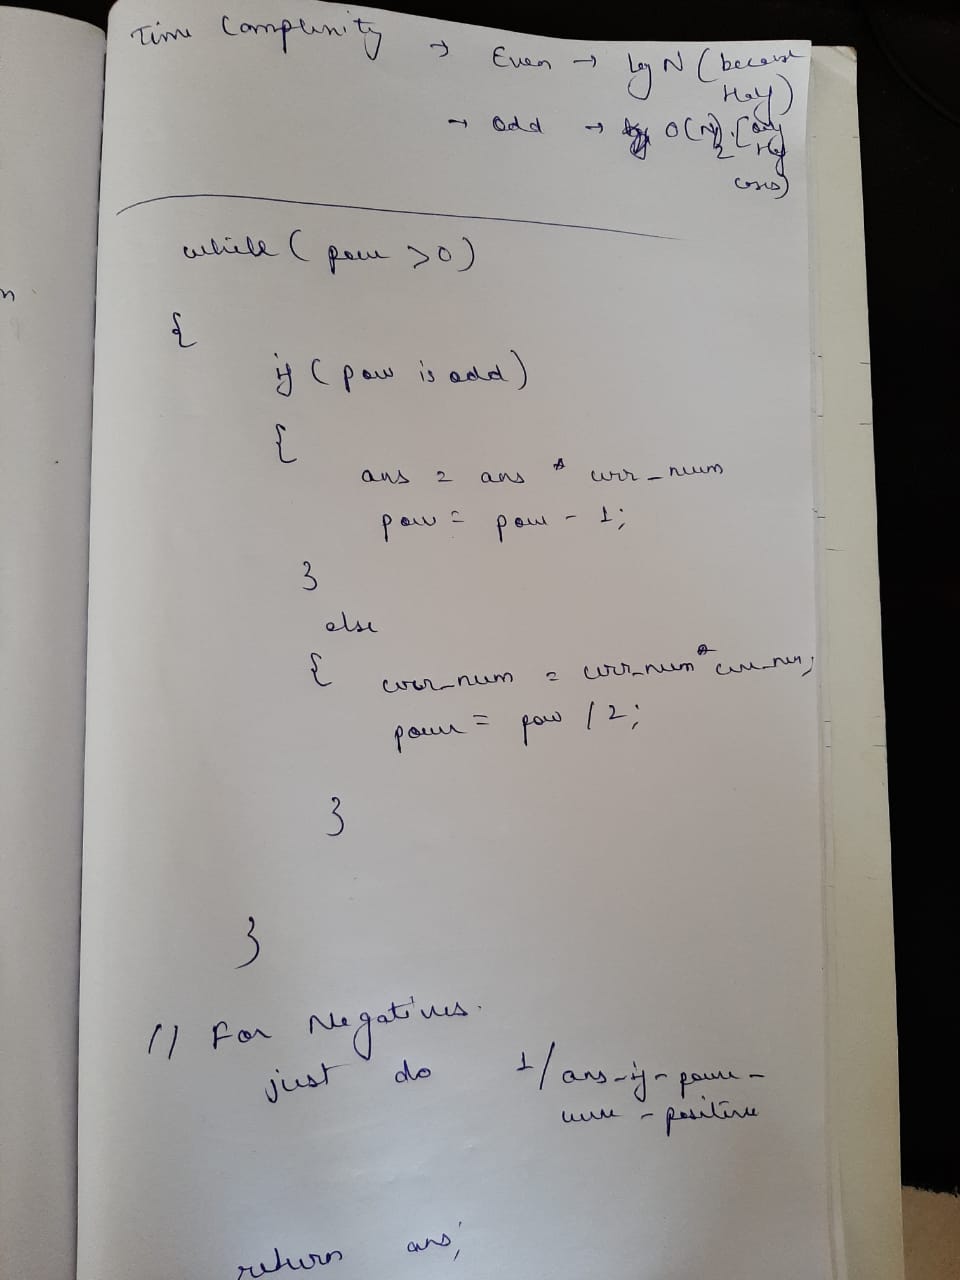 Time Complexity → Even → log N (because
Half)
→ odd → O(N/2) [only
Half
cases)
while ( pow > 0)
{
if ( pow is odd )
{
ans = ans * curr_num
pow = pow - 1;
}
else
{ curr_num = curr_num * curr_num;
pow = pow / 2;
}
}
// For Negatives.
just do 1/ans-if-power-
were-positive
return ans;
n